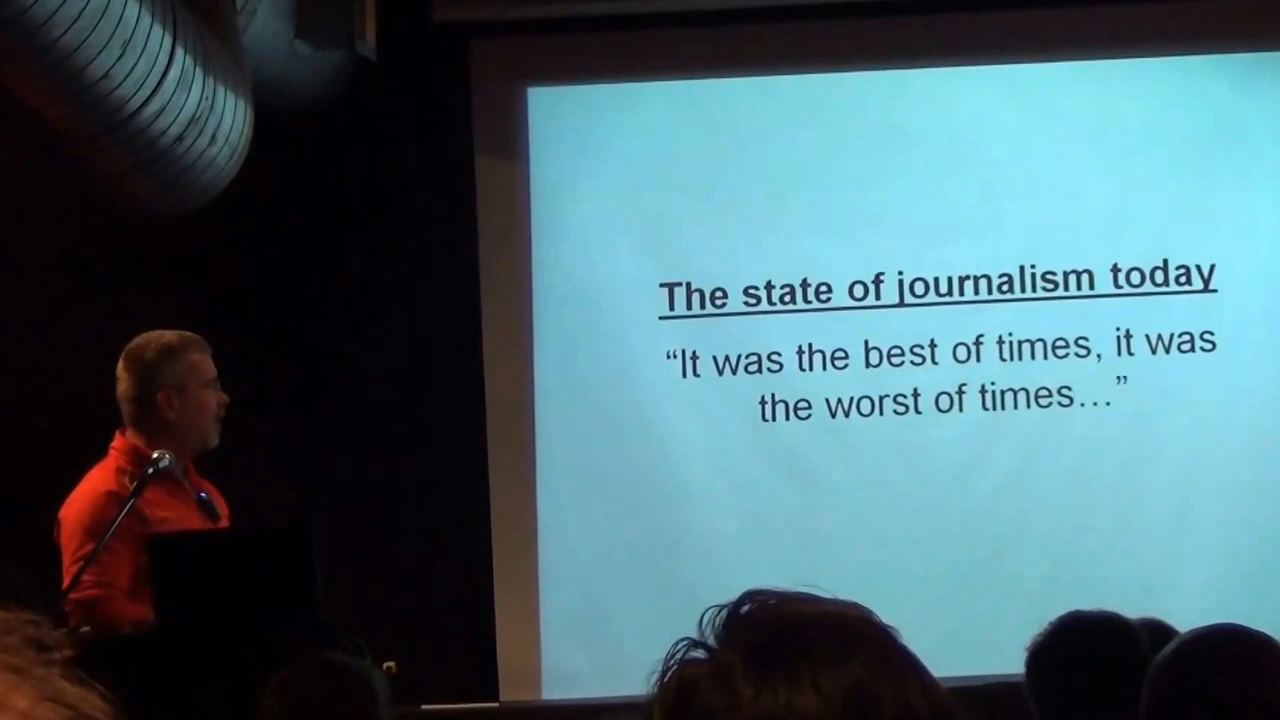 The state of journalism today
“It was the best of times, it was
the worst of times…”